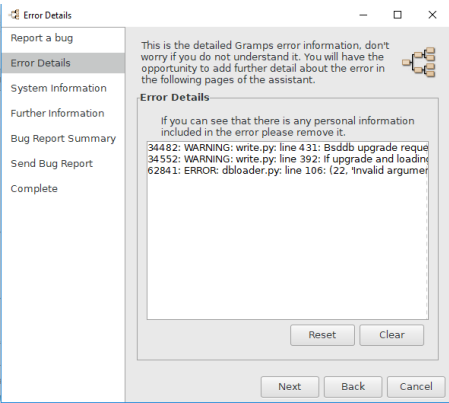 Error Details
Report a bug
Error Details
System Information
Further Information
Bug Report Summary
Send Bug Report
Complete
This is the detailed Gramps error information, don't
worry if you do not understand it. You will have the
opportunity to add further detail about the error in
the following pages of the assistant.
Error Details
If you can see that there is any personal information
included in the error please remove it.
34482: WARNING: write.py: line 431: Bsddb upgrade reque
34552: WARNING: write.py: line 392: If upgrade and loading
62841: ERROR: dbloader.py: line 106: (22, 'Invalid argumer
Reset
Clear
Next
Back
Cancel